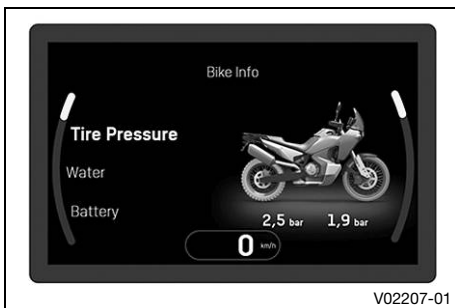 Bike Info
Tire Pressure
Water
Battery
2,5 bar 1,9 bar
0 km/h
V02207-01